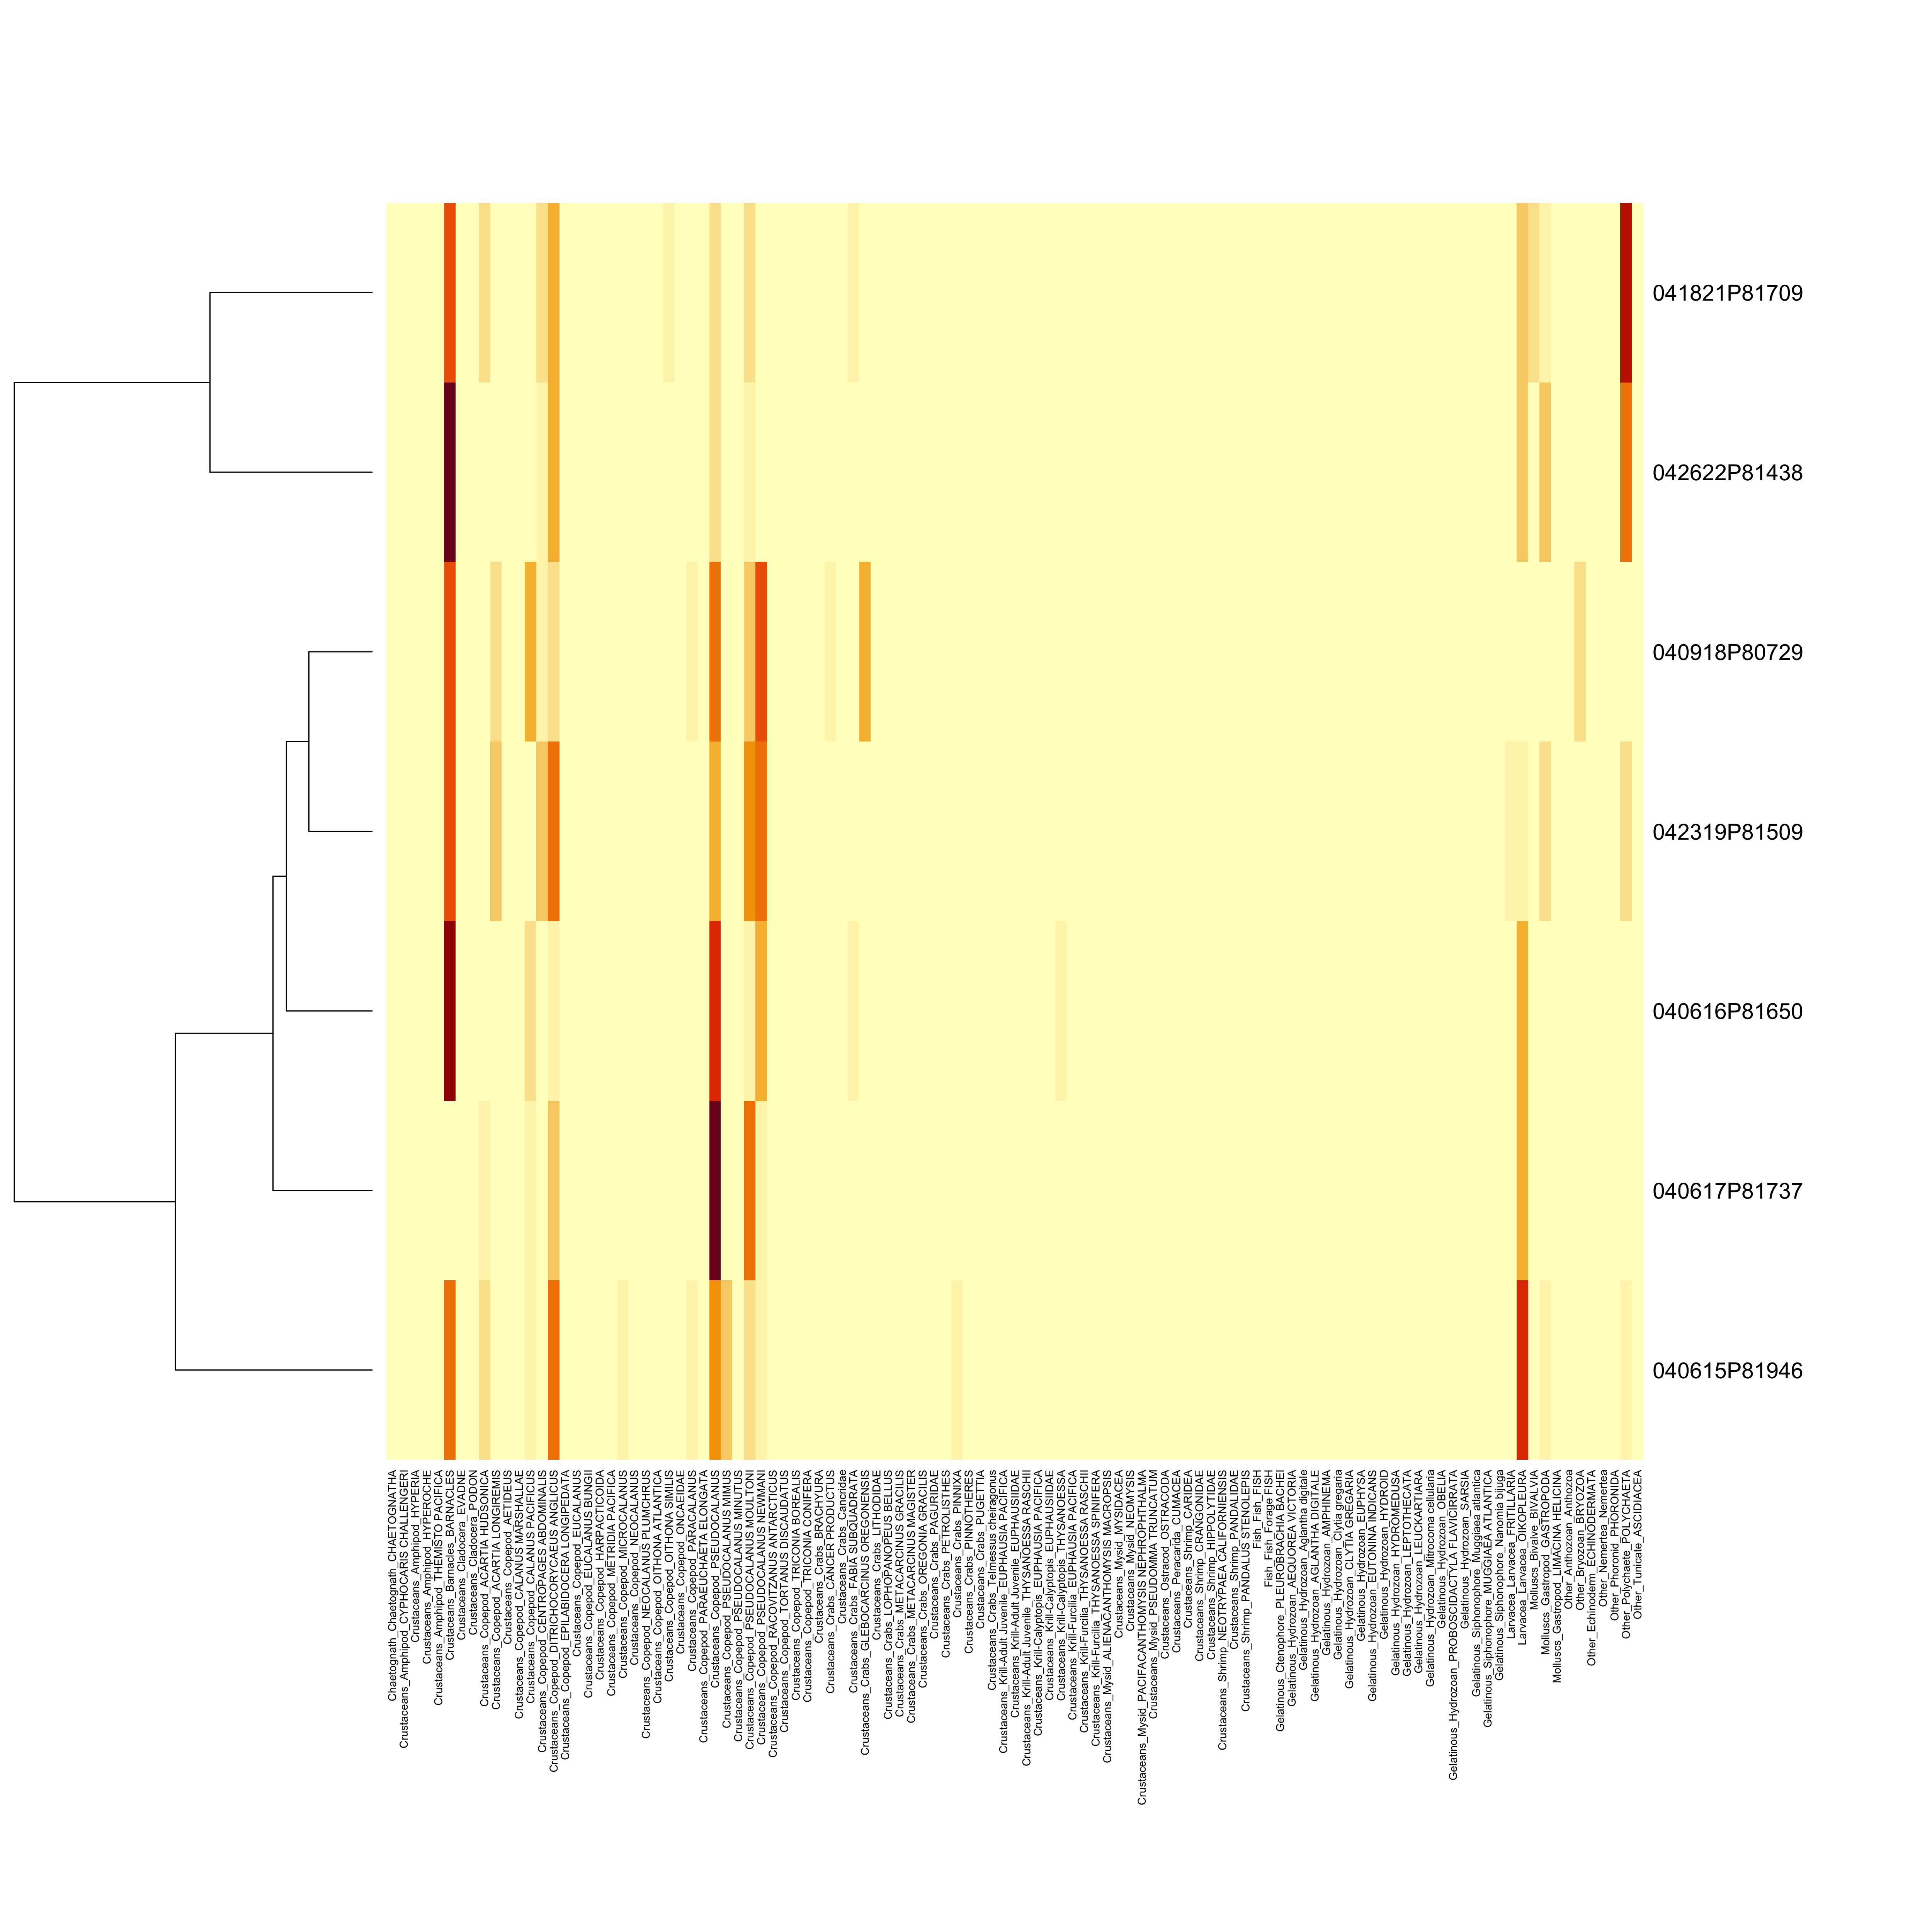 041821P81709
042622P81438
040918P80729
042319P81509
040616P81650
040617P81737
040615P81946
Chaetognath_Chaetognath_CHAETOGNATHA
Crustaceans_Amphipod_CYPHOCARIS CHALLENGERI
Crustaceans_Amphipod_HYPERIA
Crustaceans_Amphipod_HYPEROCHE
Crustaceans_Amphipod_THEMISTO PACIFICA
Crustaceans_Barnacles_BARNACLES
Crustaceans_Cladocera_EVADNE
Crustaceans_Cladocera_PODON
Crustaceans_Copepod_ACARTIA HUDSONICA
Crustaceans_Copepod_ACARTIA LONGIREMIS
Crustaceans_Copepod_AETIDEUS
Crustaceans_Copepod_CALANUS MARSHALLAE
Crustaceans_Copepod_CALANUS PACIFICUS
Crustaceans_Copepod_CENTROPAGES ABDOMINALIS
Crustaceans_Copepod_DITRICHOCORYCAEUS ANGLICUS
Crustaceans_Copepod_EPILABIDOCERA LONGIPEDATA
Crustaceans_Copepod_EUCALANUS
Crustaceans_Copepod_EUCALANUS BUNGII
Crustaceans_Copepod_HARPACTICOIDA
Crustaceans_Copepod_METRIDIA PACIFICA
Crustaceans_Copepod_MICROCALANUS
Crustaceans_Copepod_NEOCALANUS
Crustaceans_Copepod_NEOCALANUS PLUMCHRUS
Crustaceans_Copepod_OITHONA ATLANTICA
Crustaceans_Copepod_OITHONA SIMILIS
Crustaceans_Copepod_ONCAEIDAE
Crustaceans_Copepod_PARACALANUS
Crustaceans_Copepod_PARAEUCHAETA ELONGATA
Crustaceans_Copepod_PSEUDOCALANUS
Crustaceans_Copepod_PSEUDOCALANUS MIMUS
Crustaceans_Copepod_PSEUDOCALANUS MINUTUS
Crustaceans_Copepod_PSEUDOCALANUS MOULTONI
Crustaceans_Copepod_PSEUDOCALANUS NEWMANI
Crustaceans_Copepod_RACOVITZANUS ANTARCTICUS
Crustaceans_Copepod_TORTANUS DISCAUDATUS
Crustaceans_Copepod_TRICONIA BOREALIS
Crustaceans_Copepod_TRICONIA CONIFERA
Crustaceans_Crabs_BRACHYURA
Crustaceans_Crabs_CANCER PRODUCTUS
Crustaceans_Crabs_Cancridae
Crustaceans_Crabs_FABIA SUBQUADRATA
Crustaceans_Crabs_GLEBOCARCINUS OREGONENSIS
Crustaceans_Crabs_LITHODIDAE
Crustaceans_Crabs_LOPHOPANOPEUS BELLUS
Crustaceans_Crabs_METACARCINUS GRACILIS
Crustaceans_Crabs_METACARCINUS MAGISTER
Crustaceans_Crabs_OREGONIA GRACILIS
Crustaceans_Crabs_PAGURIDAE
Crustaceans_Crabs_PETROLISTHES
Crustaceans_Crabs_PINNIXA
Crustaceans_Crabs_PINNOTHERES
Crustaceans_Crabs_PUGETTIA
Crustaceans_Crabs_Telmessus cheiragonus
Crustaceans_Krill-Adult Juvenile_EUPHAUSIA PACIFICA
Crustaceans_Krill-Adult Juvenile_EUPHAUSIIDAE
Crustaceans_Krill-Adult Juvenile_THYSANOESSA RASCHII
Crustaceans_Krill-Calyptopis_EUPHAUSIA PACIFICA
Crustaceans_Krill-Calyptopis_EUPHAUSIIDAE
Crustaceans_Krill-Calyptopis_THYSANOESSA
Crustaceans_Krill-Furcilia_EUPHAUSIA PACIFICA
Crustaceans_Krill-Furcilia_THYSANOESSA RASCHII
Crustaceans_Krill-Furcilia_THYSANOESSA SPINIFERA
Crustaceans_Mysid_ALIENACANTHOMYSIS MACROPSIS
Crustaceans_Mysid_MYSIDACEA
Crustaceans_Mysid_NEOMYSIS
Crustaceans_Mysid_PACIFACANTHOMYSIS NEPHROPHTHALMA
Crustaceans_Mysid_PSEUDOMMA TRUNCATUM
Crustaceans_Ostracod_OSTRACODA
Crustaceans_Peracarida_CUMACEA
Crustaceans_Shrimp_CARIDEA
Crustaceans_Shrimp_CRANGONIDAE
Crustaceans_Shrimp_HIPPOLYTIDAE
Crustaceans_Shrimp_NEOTRYPAEA CALIFORNIENSIS
Crustaceans_Shrimp_PANDALIDAE
Crustaceans_Shrimp_PANDALUS STENOLEPIS
Fish_Fish_FISH
Fish_Fish_Forage FISH
Gelatinous_Ctenophore_PLEUROBRACHIA BACHEI
Gelatinous_Hydrozoan_AEQUOREA VICTORIA
Gelatinous_Hydrozoan_Aglantha digitale
Gelatinous_Hydrozoan_AGLANTHA DIGITALE
Gelatinous_Hydrozoan_AMPHINEMA
Gelatinous_Hydrozoan_Clytia gregaria
Gelatinous_Hydrozoan_CLYTIA GREGARIA
Gelatinous_Hydrozoan_EUPHYSA
Gelatinous_Hydrozoan_EUTONINA INDICANS
Gelatinous_Hydrozoan_HYDROID
Gelatinous_Hydrozoan_HYDROMEDUSA
Gelatinous_Hydrozoan_LEPTOTHECATA
Gelatinous_Hydrozoan_LEUCKARTIARA
Gelatinous_Hydrozoan_Mitrocoma cellularia
Gelatinous_Hydrozoan_OBELIA
Gelatinous_Hydrozoan_PROBOSCIDACTYLA FLAVICIRRATA
Gelatinous_Hydrozoan_SARSIA
Gelatinous_Siphonophore_Muggiaea atlantica
Gelatinous_Siphonophore_MUGGIAEA ATLANTICA
Gelatinous_Siphonophore_Nanomia bijuga
Larvacea_Larvacea_FRITILLARIA
Larvacea_Larvacea_OIKOPLEURA
Molluscs_Bivalve_BIVALVIA
Molluscs_Gastropod_GASTROPODA
Molluscs_Gastropod_LIMACINA HELICINA
Other_Anthozoan_Anthozoa
Other_Bryozoan_BRYOZOA
Other_Echinoderm_ECHINODERMATA
Other_Nemertea_Nemertea
Other_Phoronid_PHORONIDA
Other_Polychaete_POLYCHAETA
Other_Tunicate_ASCIDIACEA